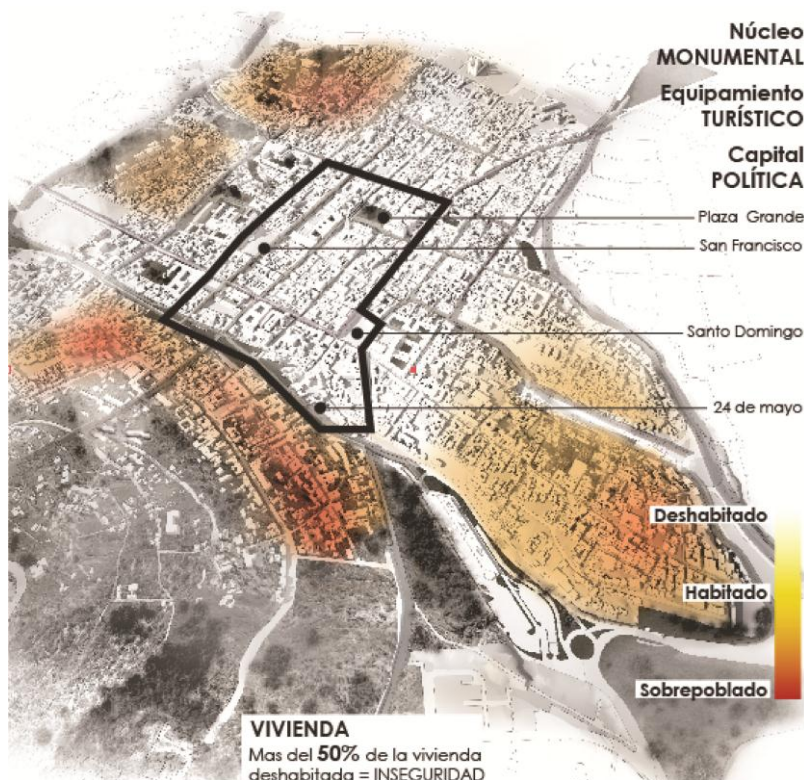 Núcleo
MONUMENTAL
Equipamiento
TURÍSTICO
Capital
POLÍTICA
Plaza Grande
San Francisco
Santo Domingo
24 de mayo
Deshabitado
Habitado
Sobrepoblado
VIVIENDA
Mas del 50% de la vivienda
deshabitada = INSEGURIDAD